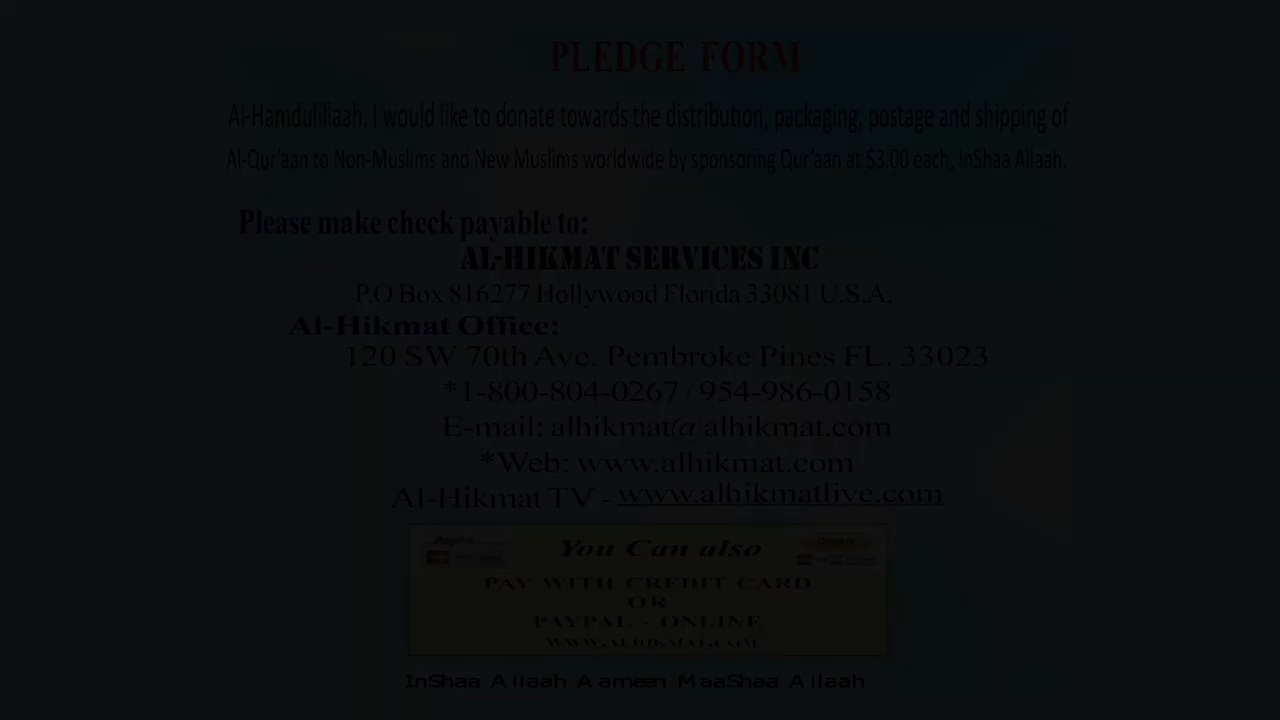 PLEDGE FORM
Al-Hamdulillaah, I would like to donate towards the distribution, packaging, postage and shipping of
Al-Qur'aan to Non-Muslims and New Muslims worldwide by sponsoring Qur'aan at $3.00 each, InShaa Allaah.
Please make check payable to:
AL-HIKMAT SERVICES INC
P.O Box 816277 Hollywood Florida 33081 U.S.A.
Al-Hikmat Office:
120 SW 70th Ave. Pembroke Pines FL. 33023
*1-800-804-0267 / 954-986-0158
E-mail: alhikmat@alhikmat.com
*Web: www.alhikmat.com
Al-Hikmat TV - www.alhikmatlive.com
You Can also
PAY WITH CREDIT CARD
OR
PAYPAL - ONLINE
WWW.ALHIKMAT.COM
InShaa Allaah Aameen MaaShaa Allaah